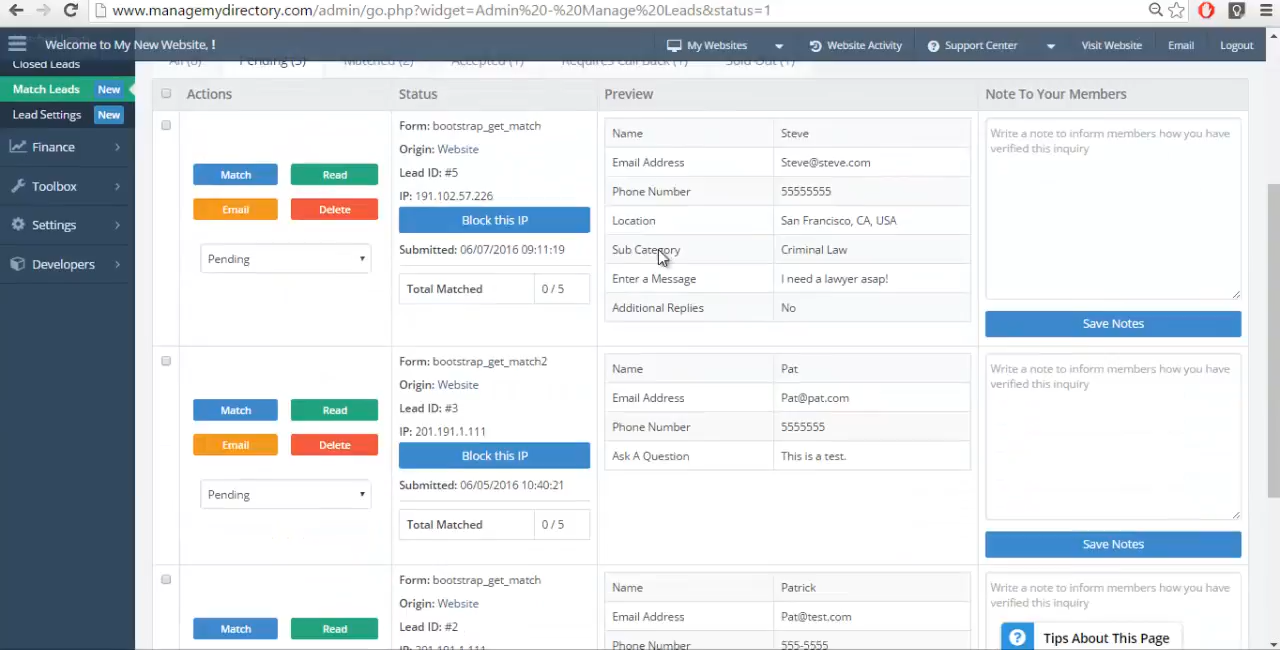 www.managemydirectory.com/admin/go.php?widget=Admin%20-%20Manage%20Leads&status=1
Welcome to My New Website, !
My Websites
Website Activity
Support Center
Visit Website
Email
Logout
Closed Leads
Match Leads New
Lead Settings New
Finance
Toolbox
Settings
Developers
All (8) Pending (3) Matched (2) Accepted (1) Requires Call Back (1) Sold Out (1)
Actions Status Preview Note To Your Members
Match Read
Email Delete
Pending
Form: bootstrap_get_match
Origin: Website
Lead ID: #5
IP: 191.102.57.226
Block this IP
Submitted: 06/07/2016 09:11:19
Total Matched 0 / 5
Name Steve
Email Address Steve@steve.com
Phone Number 55555555
Location San Francisco, CA, USA
Sub Category Criminal Law
Enter a Message I need a lawyer asap!
Additional Replies No
Write a note to inform members how you have
verified this inquiry
Save Notes
Match Read
Email Delete
Pending
Form: bootstrap_get_match2
Origin: Website
Lead ID: #3
IP: 201.191.1.111
Block this IP
Submitted: 06/05/2016 10:40:21
Total Matched 0 / 5
Name Pat
Email Address Pat@pat.com
Phone Number 5555555
Ask A Question This is a test.
Write a note to inform members how you have
verified this inquiry
Save Notes
Match Read
Form: bootstrap_get_match
Origin: Website
Lead ID: #2
IP: 201.191.1.111
Name Patrick
Email Address Pat@test.com
Phone Number 555-5555
Write a note to inform members how you have
verified this inquiry
Tips About This Page